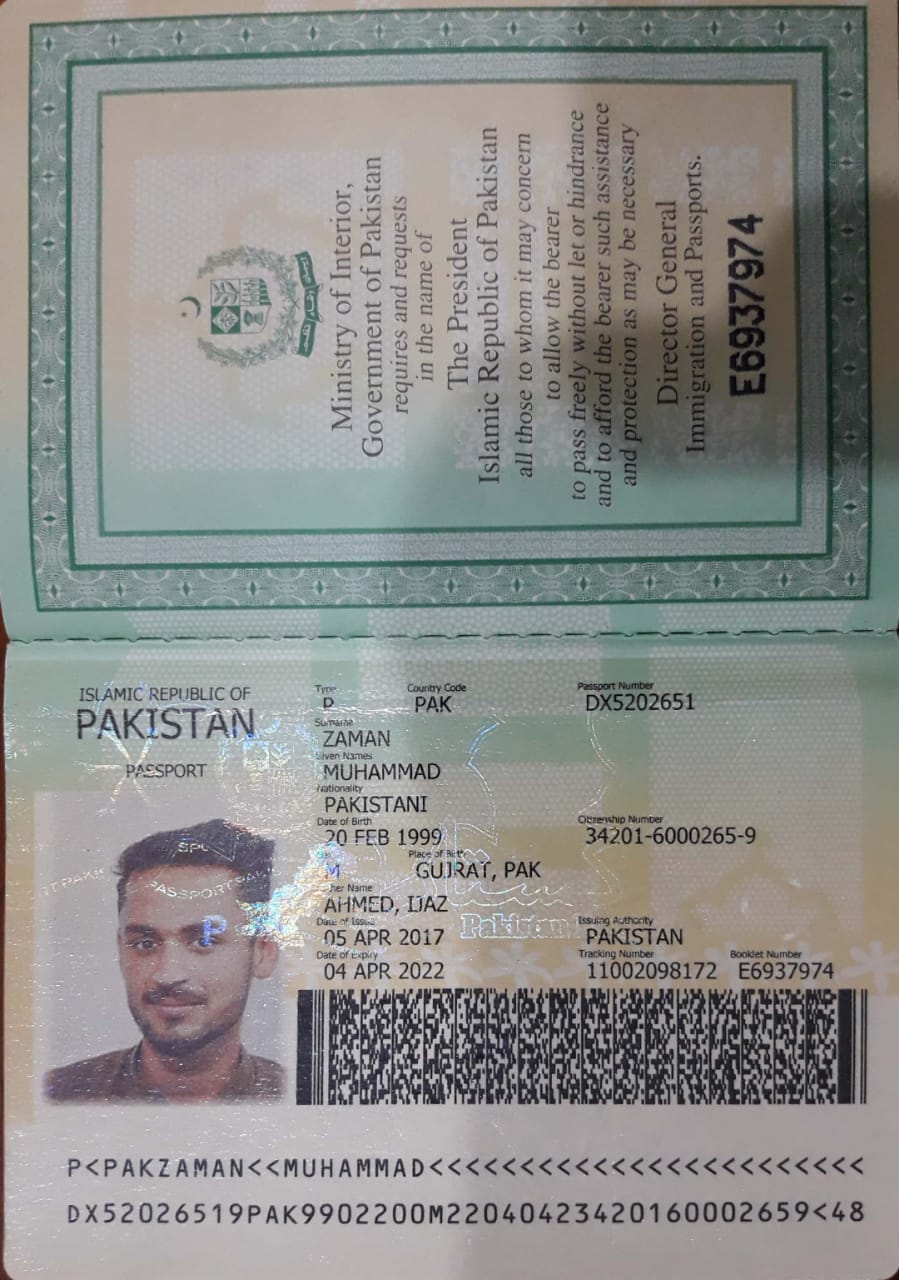 Ministry of Interior,
Government of Pakistan
requires and requests
in the name of
The President
Islamic Republic of Pakistan
all those to whom it may concern
to allow the bearer
to pass freely without let or hindrance
and to afford the bearer such assistance
and protection as may be necessary
Director General
Immigration and Passports.
E6937974
ISLAMIC REPUBLIC OF
PAKISTAN
PASSPORT
Type Country Code Passport Number
P PAK DX5202651
Surname
ZAMAN
Given Names
MUHAMMAD
Nationality
PAKISTANI
Date of Birth Citizenship Number
20 FEB 1999 34201-6000265-9
Place of Birth
M GUJRAT, PAK
Name
AHMED, IJAZ
Date of Issue Issuing Authority
05 APR 2017 PAKISTAN
Date of Expiry Tracking Number Booklet Number
04 APR 2022 11002098172 E6937974
Pakistan
PASSPORT
P
P<PAKZAMAN<<MUHAMMAD<<<<<<<<<<<<<<<<<<<<<<<<
DX52026519PAK9902200M22040423420160002659<48